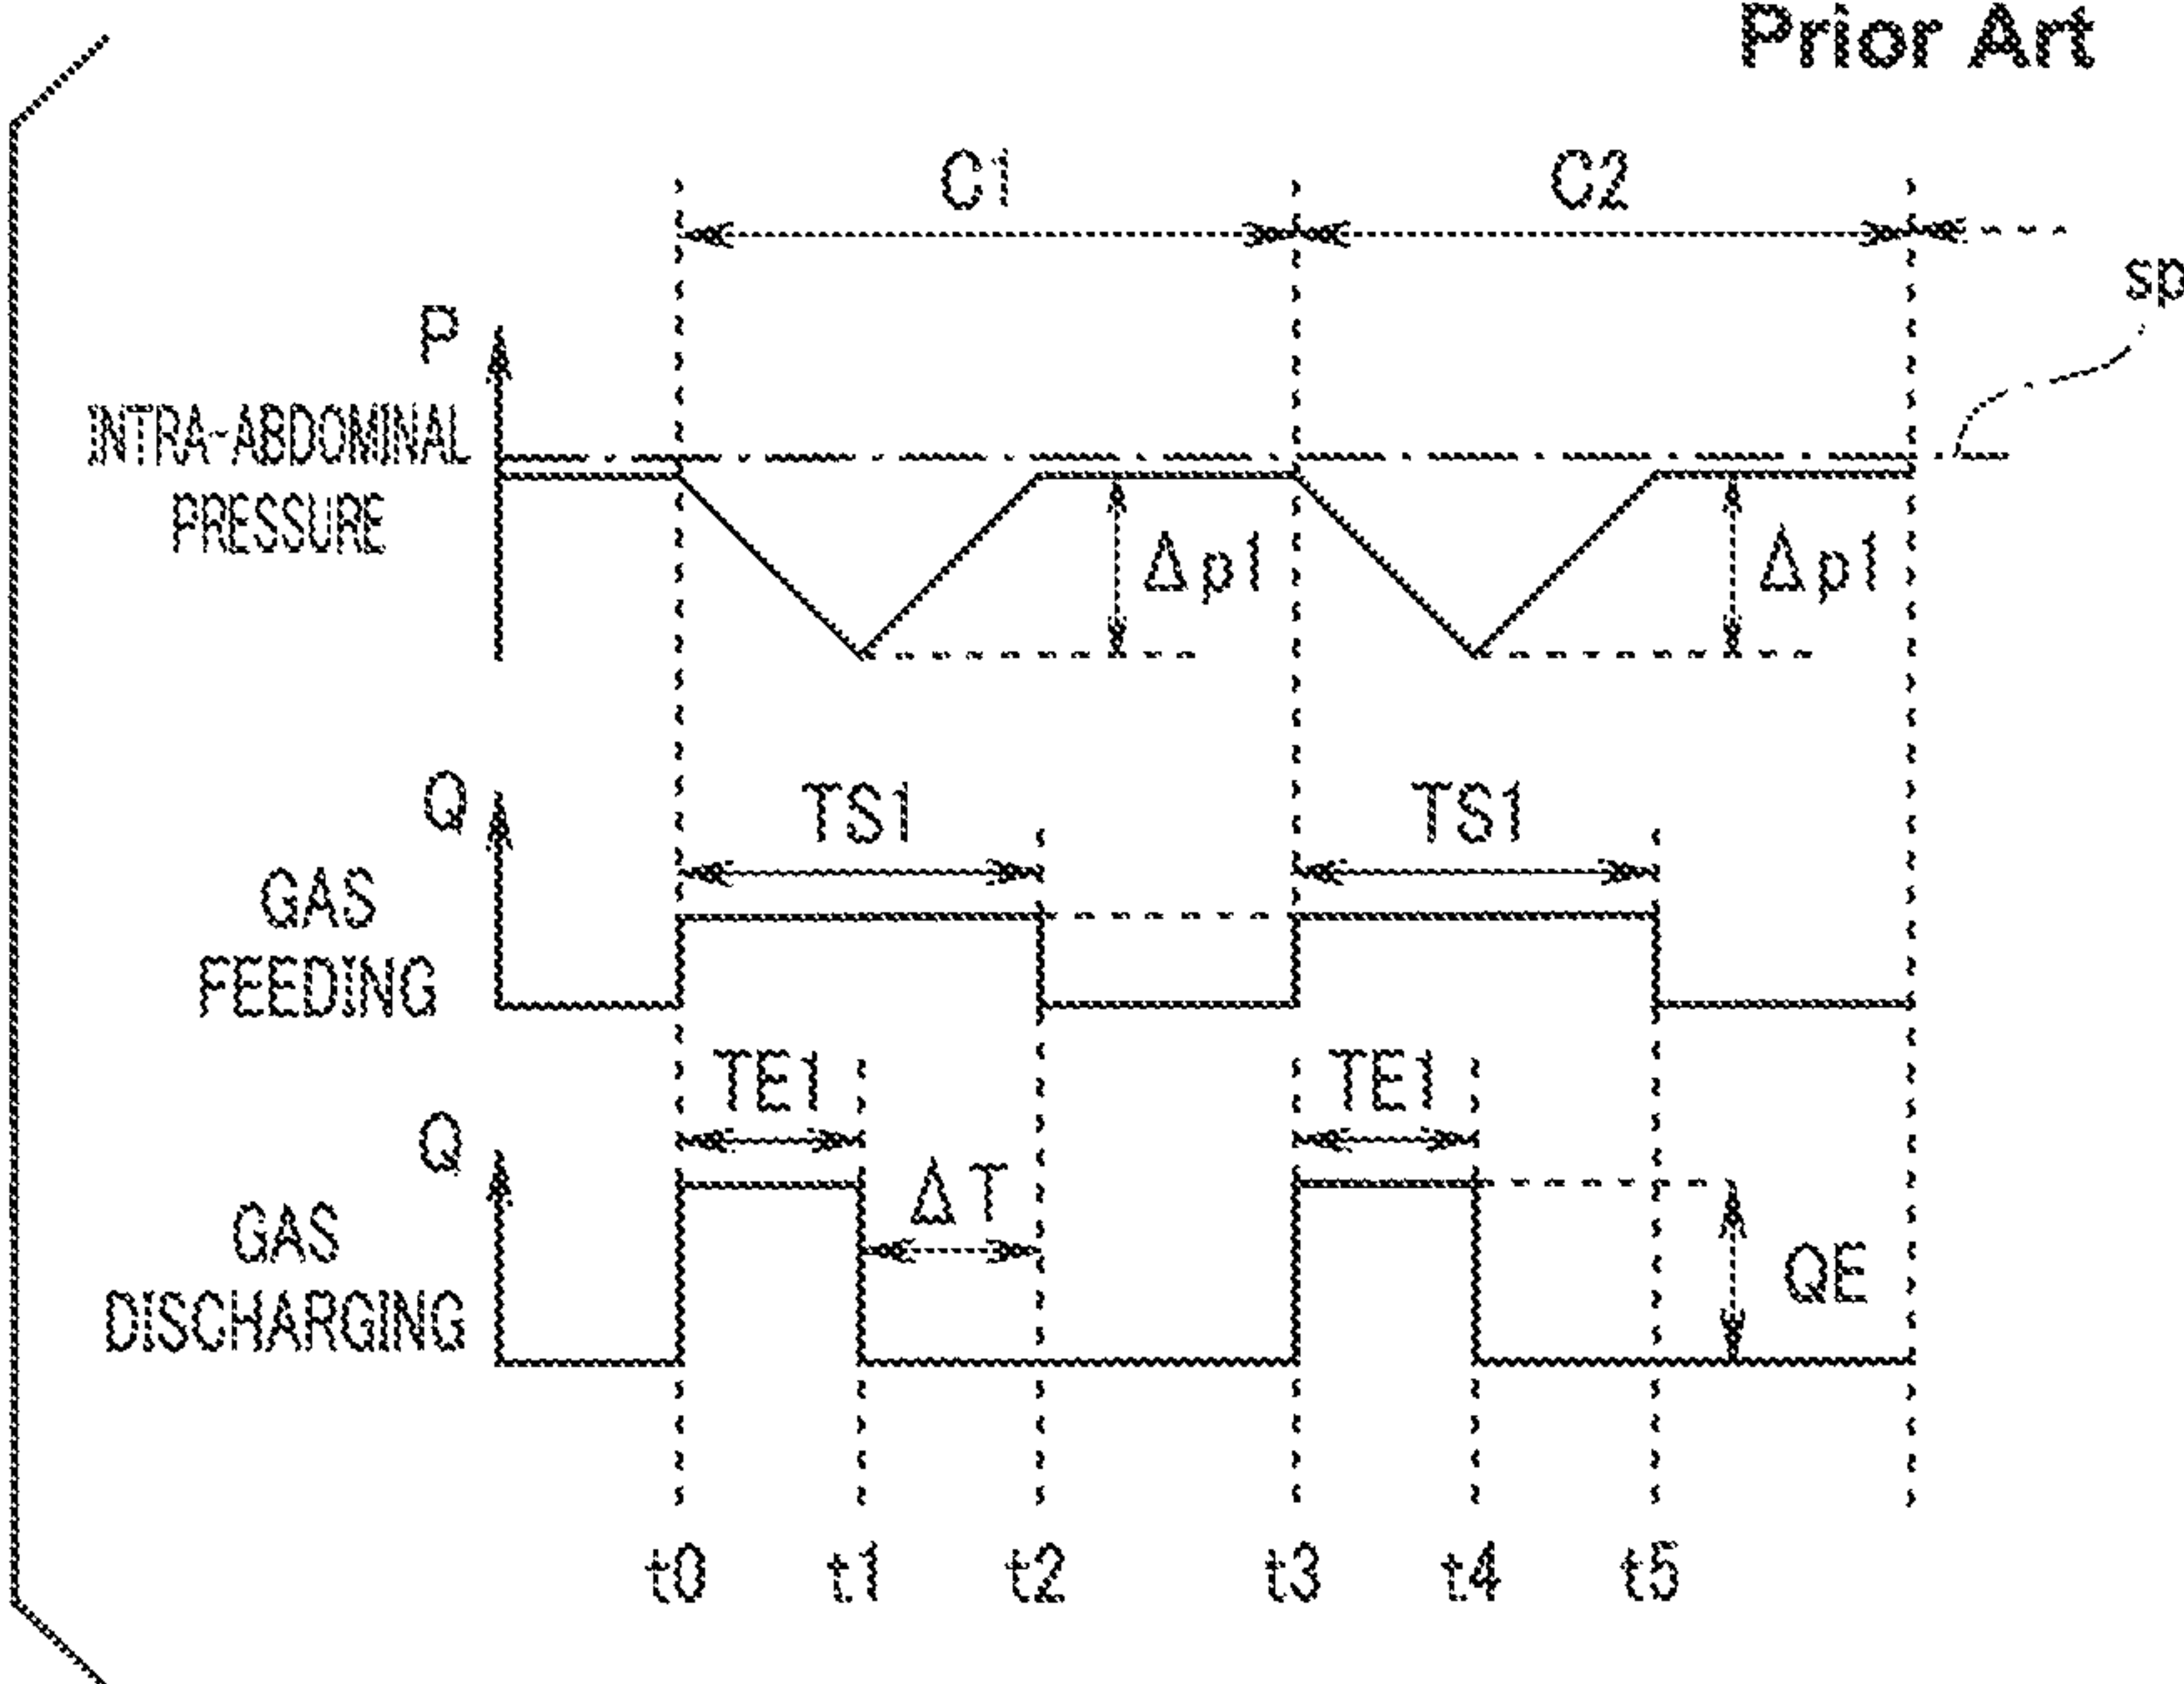 Prior Art
C1 C2
sp
P
INTRA-ABDOMINAL
PRESSURE
Δp1 Δp1
Q
TS1 TS1
GAS
FEEDING
TE1 TE1
Q
ΔT
GAS
DISCHARGING
QE
t0 t1 t2 t3 t4 t5